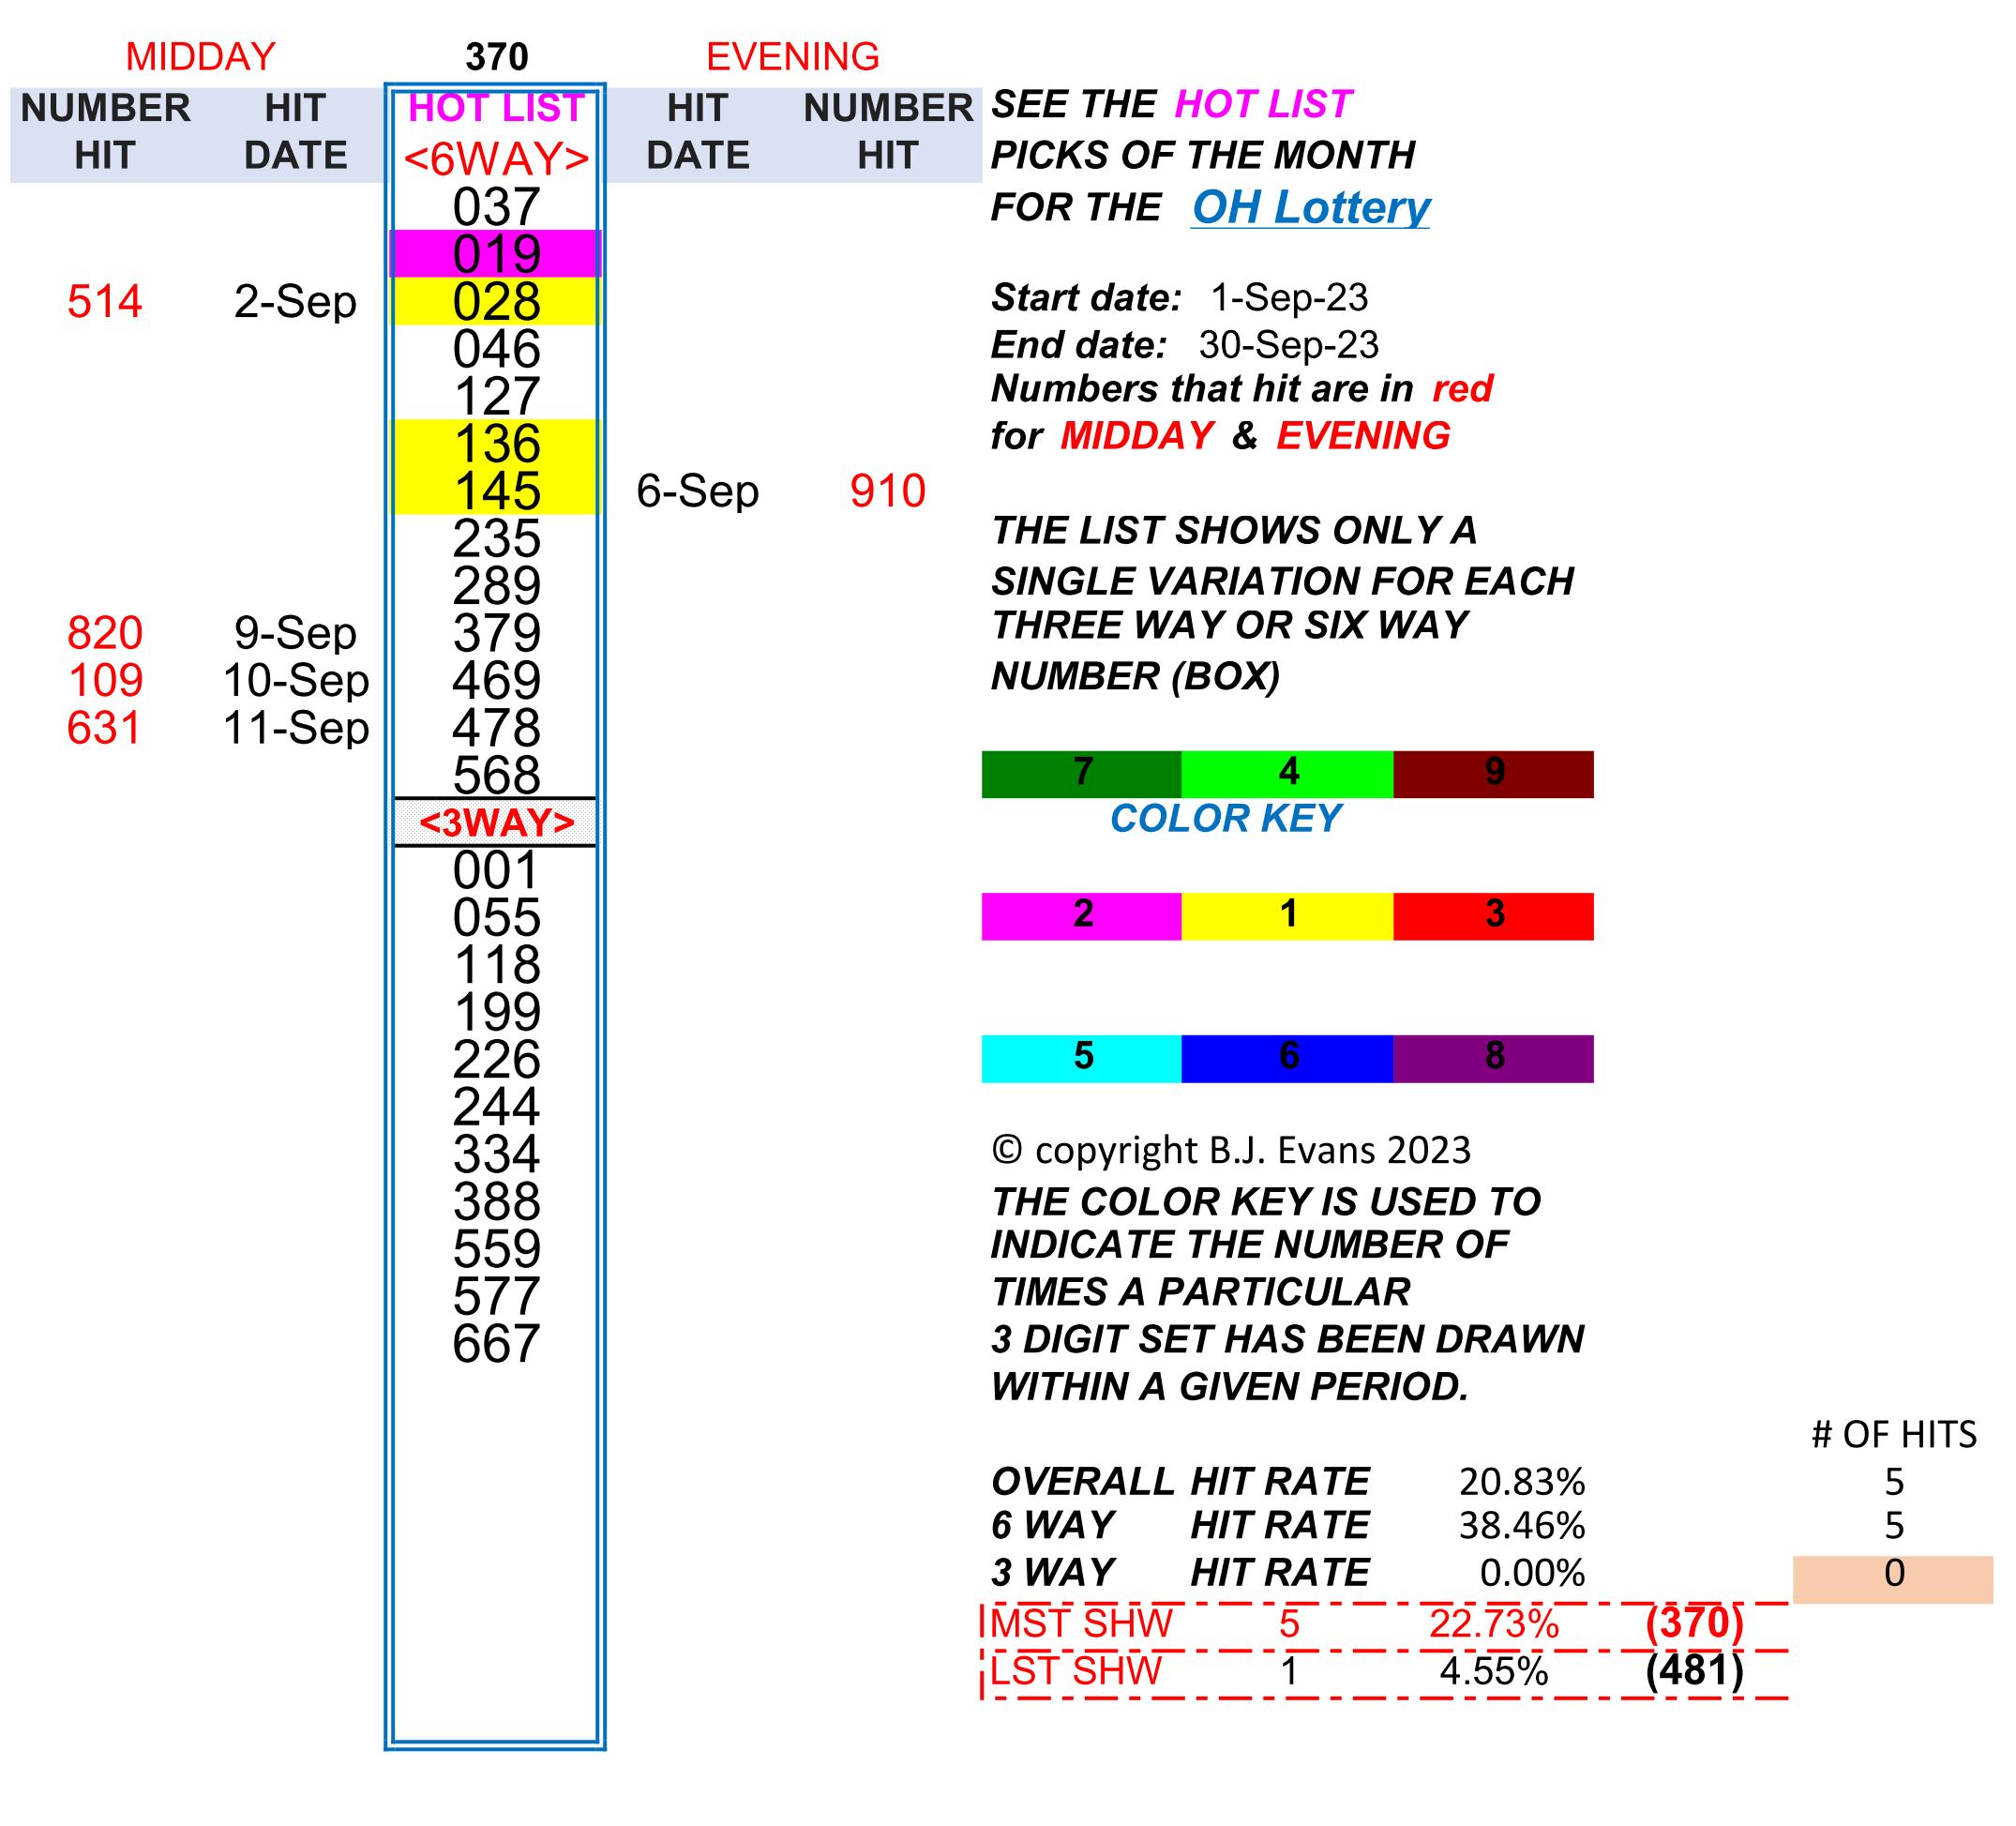 MIDDAY 370 EVENING
NUMBER HIT HOT LIST HIT NUMBER SEE THE HOT LIST
HIT DATE <6WAY> DATE HIT PICKS OF THE MONTH
037 FOR THE OH Lottery
019
514 2-Sep 028 Start date: 1-Sep-23
046 End date: 30-Sep-23
127 Numbers that hit are in red
136 for MIDDAY & EVENING
145 6-Sep 910
235 THE LIST SHOWS ONLY A
289 SINGLE VARIATION FOR EACH
820 9-Sep 379 THREE WAY OR SIX WAY
109 10-Sep 469 NUMBER (BOX)
631 11-Sep 478
568 7 4 9
<3WAY> COLOR KEY
001
055 2 1 3
118
199
226 5 6 8
244
334 © copyright B.J. Evans 2023
388 THE COLOR KEY IS USED TO
559 INDICATE THE NUMBER OF
577 TIMES A PARTICULAR
667 3 DIGIT SET HAS BEEN DRAWN
WITHIN A GIVEN PERIOD.
# OF HITS
OVERALL HIT RATE 20.83% 5
6 WAY HIT RATE 38.46% 5
3 WAY HIT RATE 0.00% 0
MST SHW 5 22.73% (370)
LST SHW 1 4.55% (481)